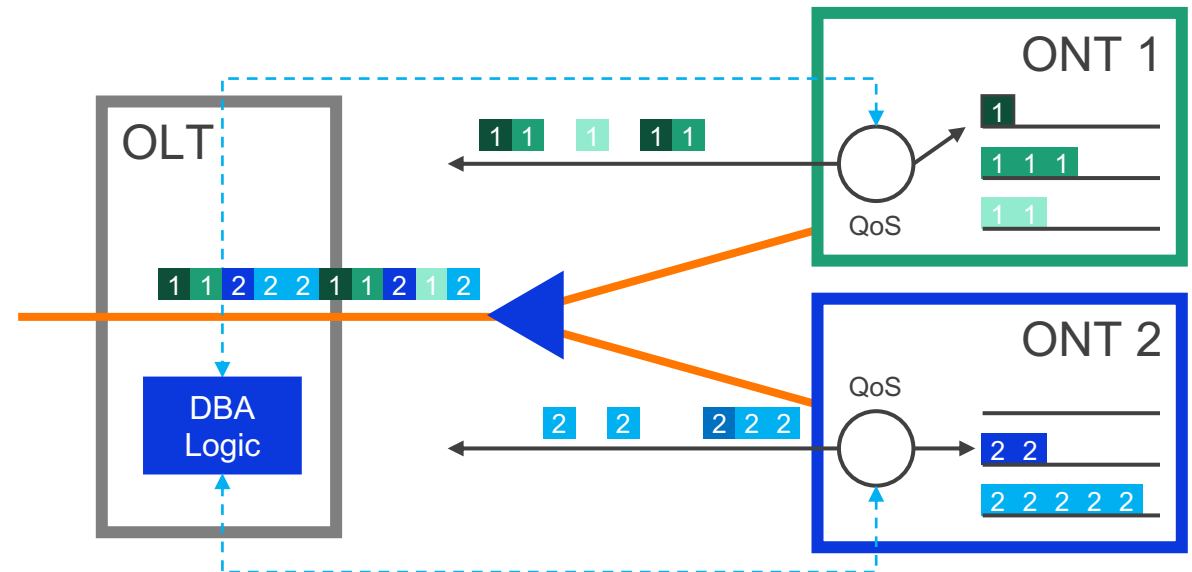 ONT 1
OLT
1 1 1 1 1
1
1 1 1
1 1
QoS
1 1 2 2 2 1 1 2 1 2
ONT 2
QoS
DBA
Logic
2 2 2 2 2
2 2
2 2 2 2 2